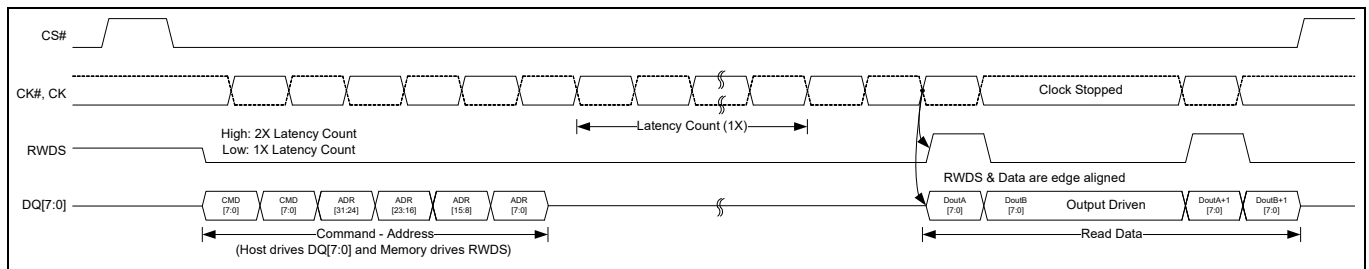 CS#
CK#, CK
Clock Stopped
Latency Count (1X)
High: 2X Latency Count
Low: 1X Latency Count
RWDS
RWDS & Data are edge aligned
DQ[7:0]
CMD
[7:0]
CMD
[7:0]
ADR
[31:24]
ADR
[23:16]
ADR
[15:8]
ADR
[7:0]
DoutA
[7:0]
DoutB
[7:0]
Output Driven
DoutA+1
[7:0]
DoutB+1
[7:0]
Command - Address
(Host drives DQ[7:0] and Memory drives RWDS)
Read Data